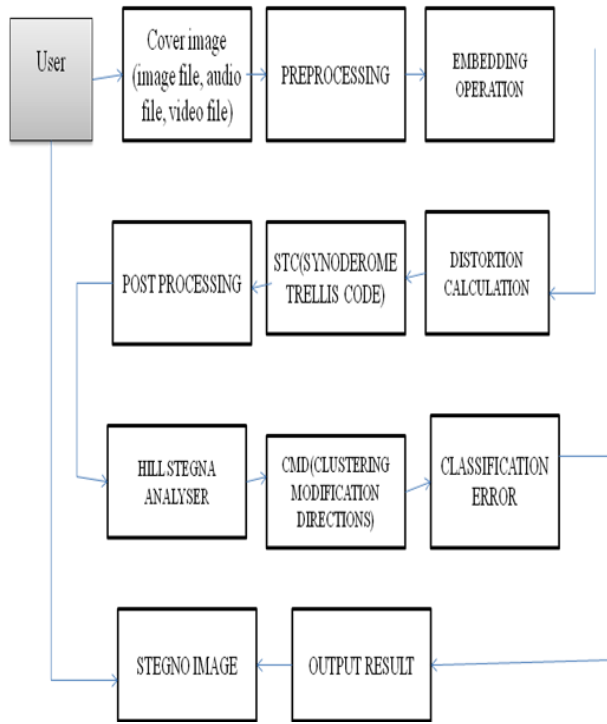 User
Cover image
(image file, audio
file, video file)
PREPROCESSING
EMBEDDING
OPERATION
POST PROCESSING
STC(SYNODEROME
TRELLIS CODE)
DISTORTION
CALCULATION
HILL STEGNA
ANALYSER
CMD(CLUSTERING
MODIFICATION
DIRECTIONS)
CLASSIFICATION
ERROR
STEGNO IMAGE
OUTPUT RESULT